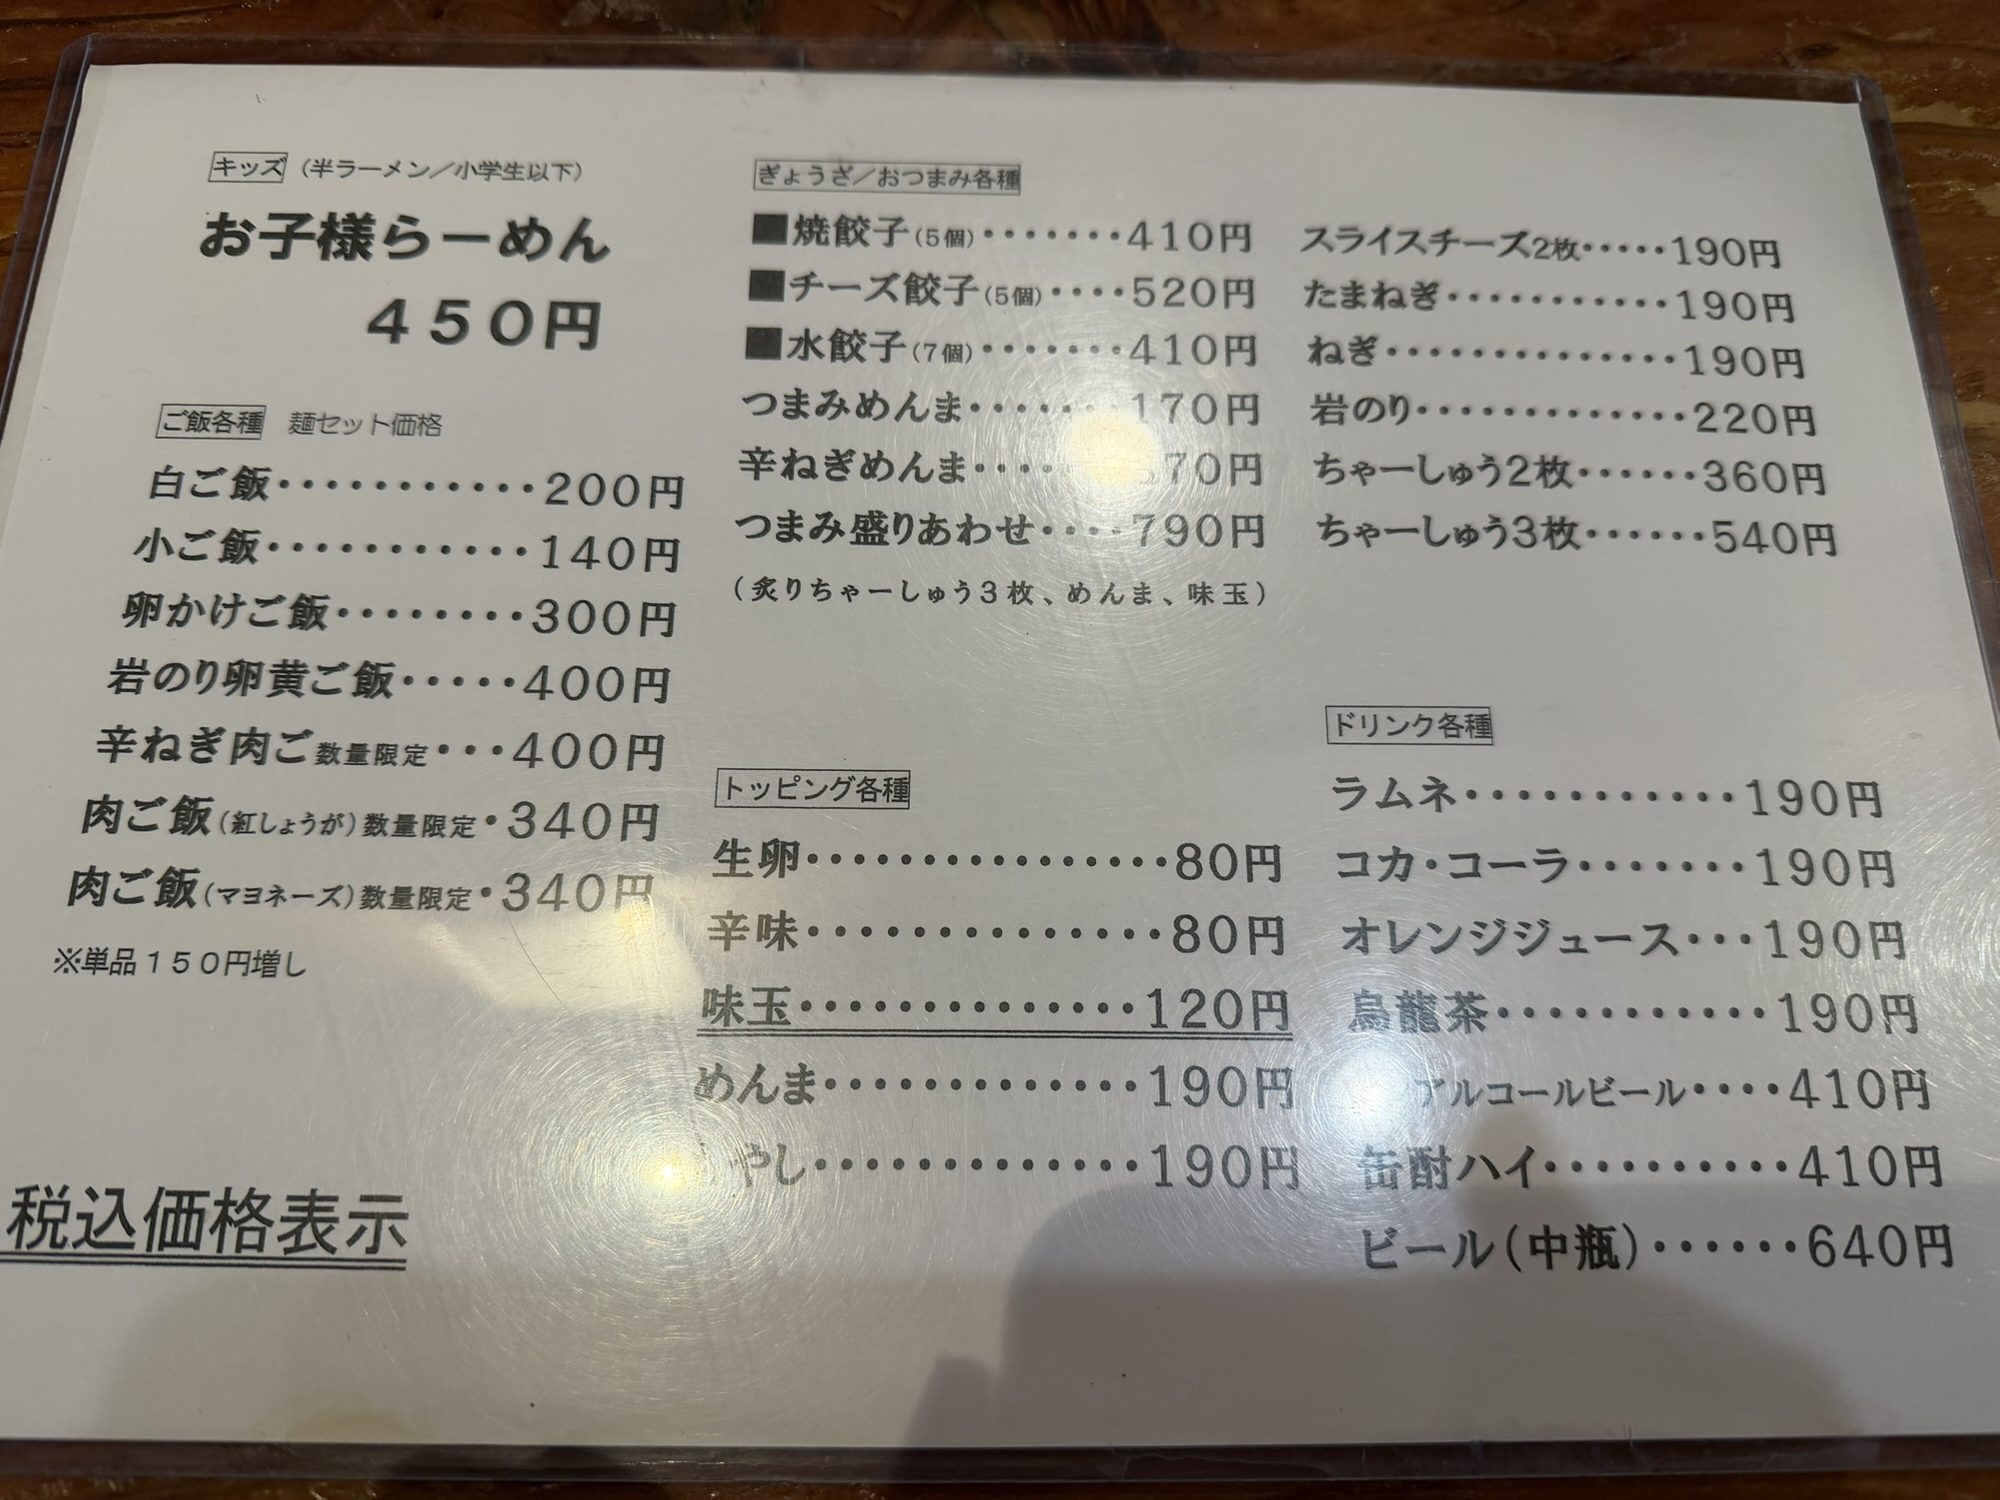 キッズ（半ラーメン／小学生以下）
お子様らーめん
４５０円
ご飯各種　麺セット価格
白ご飯・・・・・・・・・・・200円
小ご飯・・・・・・・・・・・140円
卵かけご飯・・・・・・・・300円
岩のり卵黄ご飯・・・・・400円
辛ねぎ肉ご数量限定・・・400円
肉ご飯（紅しょうが）数量限定・340円
肉ご飯（マヨネーズ）数量限定・340円
※単品１５０円増し
税込価格表示
ぎょうざ／おつまみ各種
■焼餃子（5個）・・・・・・・410円
■チーズ餃子（5個）・・・・520円
■水餃子（7個）・・・・・・・410円
つまみめんま・・・・・・・170円
辛ねぎめんま・・・・70円
つまみ盛りあわせ・・・・790円
（炙りちゃーしゅう３枚、めんま、味玉）
トッピング各種
生卵・・・・・・・・・・・・・・・・80円
辛味・・・・・・・・・・・・・・・80円
味玉・・・・・・・・・・・・・・120円
めんま・・・・・・・・・・・・・190円
やし・・・・・・・・・・・・・190円
スライスチーズ2枚・・・・・190円
たまねぎ・・・・・・・・・・・190円
ねぎ・・・・・・・・・・・・・190円
岩のり・・・・・・・・・・・・220円
ちゃーしゅう２枚・・・・・・360円
ちゃーしゅう３枚・・・・・・540円
ドリンク各種
ラムネ・・・・・・・・・・・190円
コカ・コーラ・・・・・・・190円
オレンジジュース・・・190円
烏龍茶・・・・・・・・・・・190円
アルコールビール・・・・410円
缶酎ハイ・・・・・・・・・・410円
ビール（中瓶）・・・・・・640円